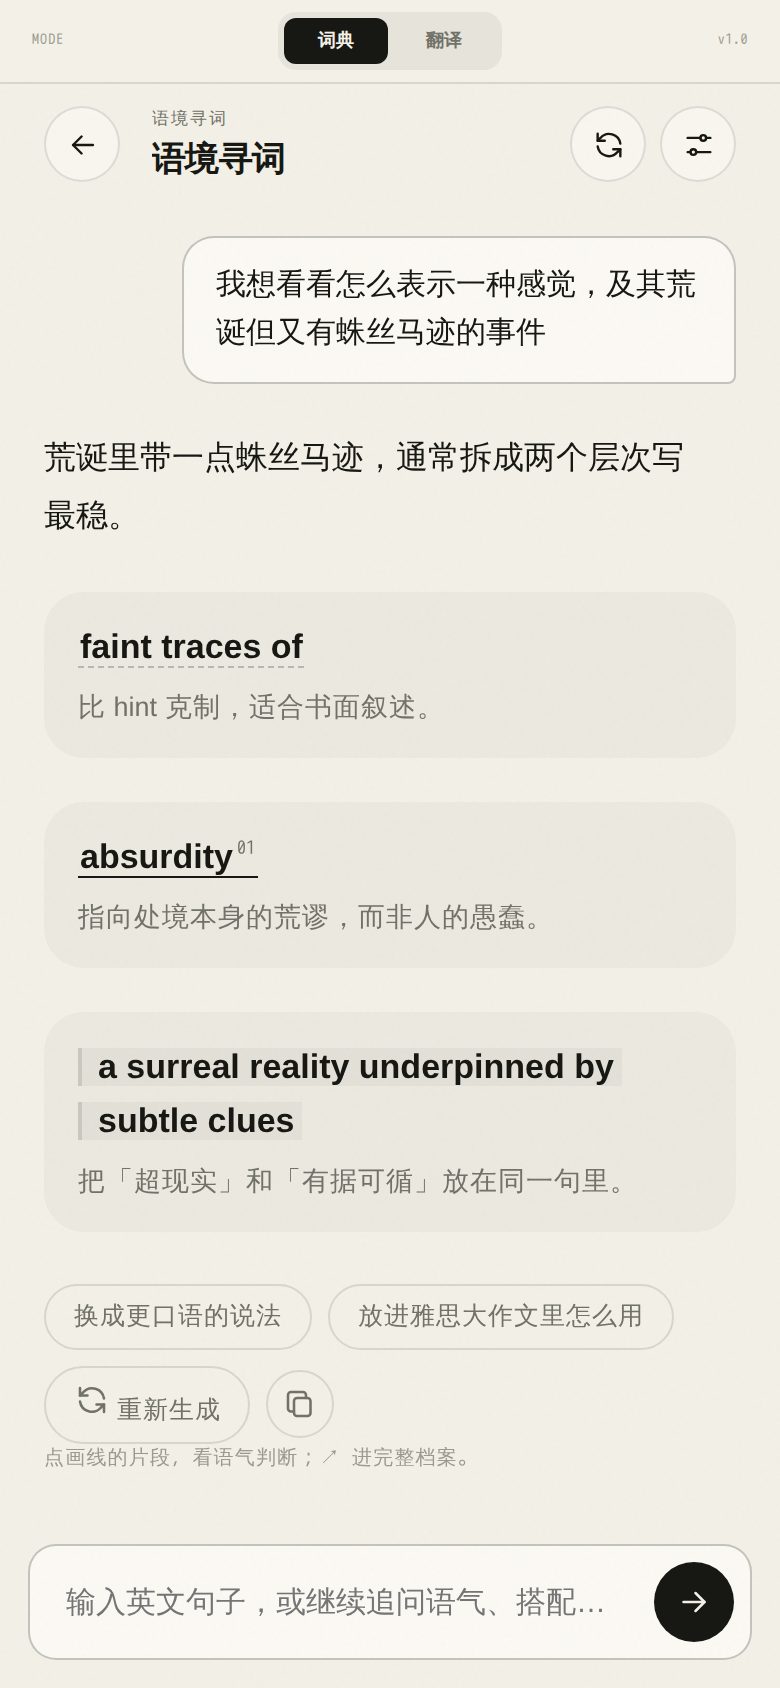 MODE
词典
翻译
v1.0
语境寻词
语境寻词
我想看看怎么表示一种感觉，及其荒
诞但又有蛛丝马迹的事件
荒诞里带一点蛛丝马迹，通常拆成两个层次写
最稳。
faint traces of
比 hint 克制，适合书面叙述。
absurdity 01
指向处境本身的荒谬，而非人的愚蠢。
a surreal reality underpinned by
subtle clues
把「超现实」和「有据可循」放在同一句里。
换成更口语的说法
放进雅思大作文里怎么用
重新生成
点画线的片段，看语气判断；↗ 进完整档案。
输入英文句子，或继续追问语气、搭配...